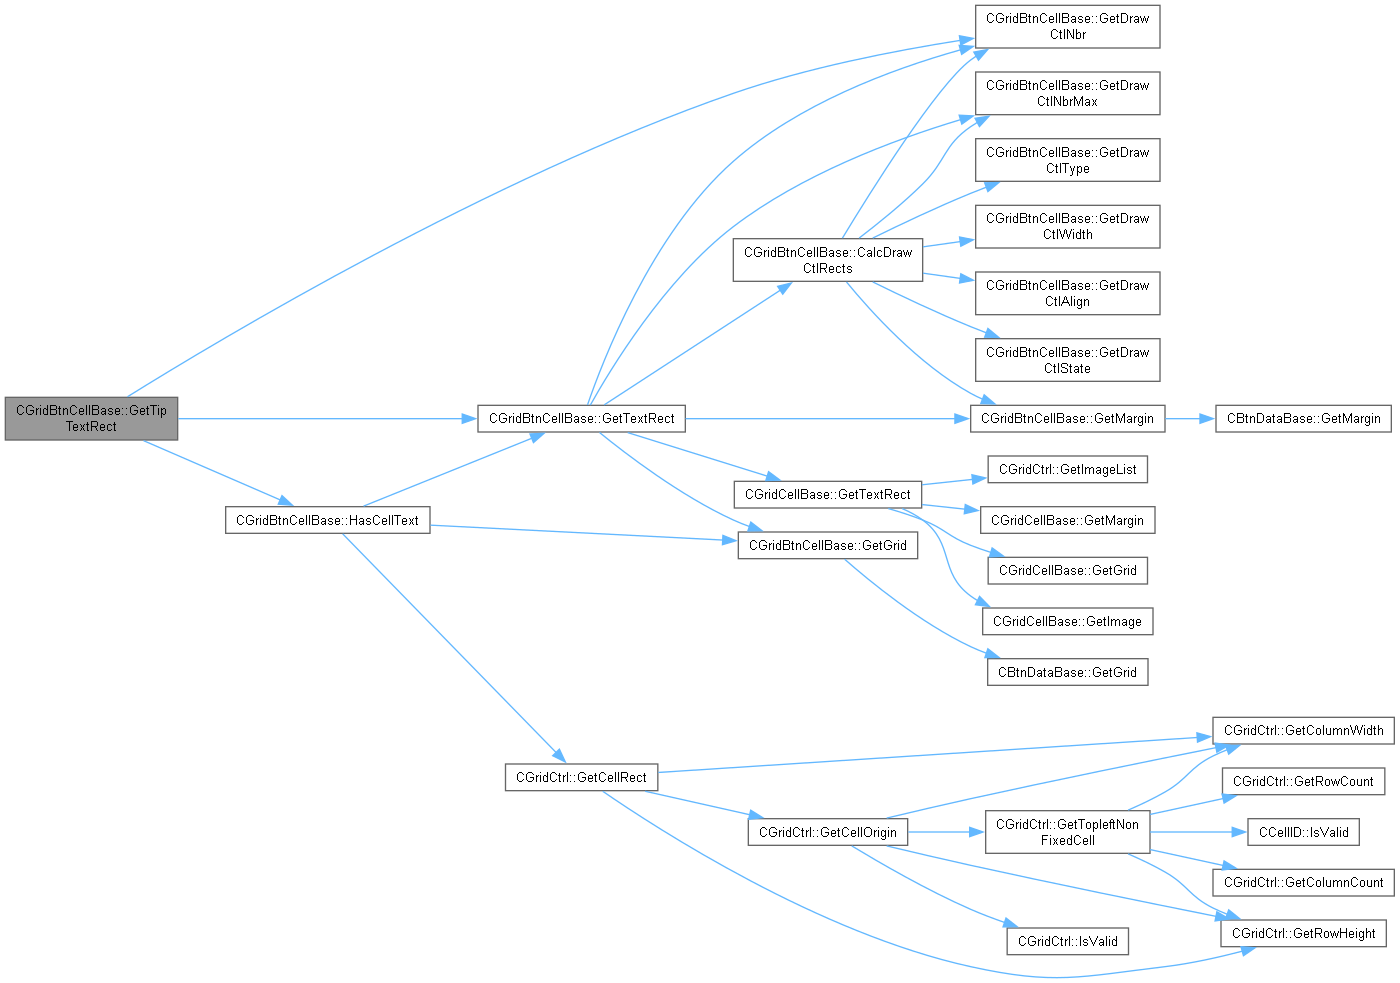 CGridBtnCellBase::GetTip
TextRect
CGridBtnCellBase::HasCellText
CGridBtnCellBase::GetTextRect
CGridCtrl::GetCellRect
CGridBtnCellBase::CalcDraw
CtlRects
CGridCellBase::GetTextRect
CGridBtnCellBase::GetGrid
CGridCtrl::GetCellOrigin
CGridBtnCellBase::GetDraw
CtlNbr
CGridBtnCellBase::GetDraw
CtlNbrMax
CGridBtnCellBase::GetDraw
CtlType
CGridBtnCellBase::GetDraw
CtlWidth
CGridBtnCellBase::GetDraw
CtlAlign
CGridBtnCellBase::GetDraw
CtlState
CGridBtnCellBase::GetMargin
CGridCtrl::GetImageList
CGridCellBase::GetMargin
CGridCellBase::GetGrid
CGridCellBase::GetImage
CBtnDataBase::GetGrid
CGridCtrl::GetTopleftNon
FixedCell
CGridCtrl::IsValid
CBtnDataBase::GetMargin
CGridCtrl::GetColumnWidth
CGridCtrl::GetRowCount
CCellID::IsValid
CGridCtrl::GetColumnCount
CGridCtrl::GetRowHeight